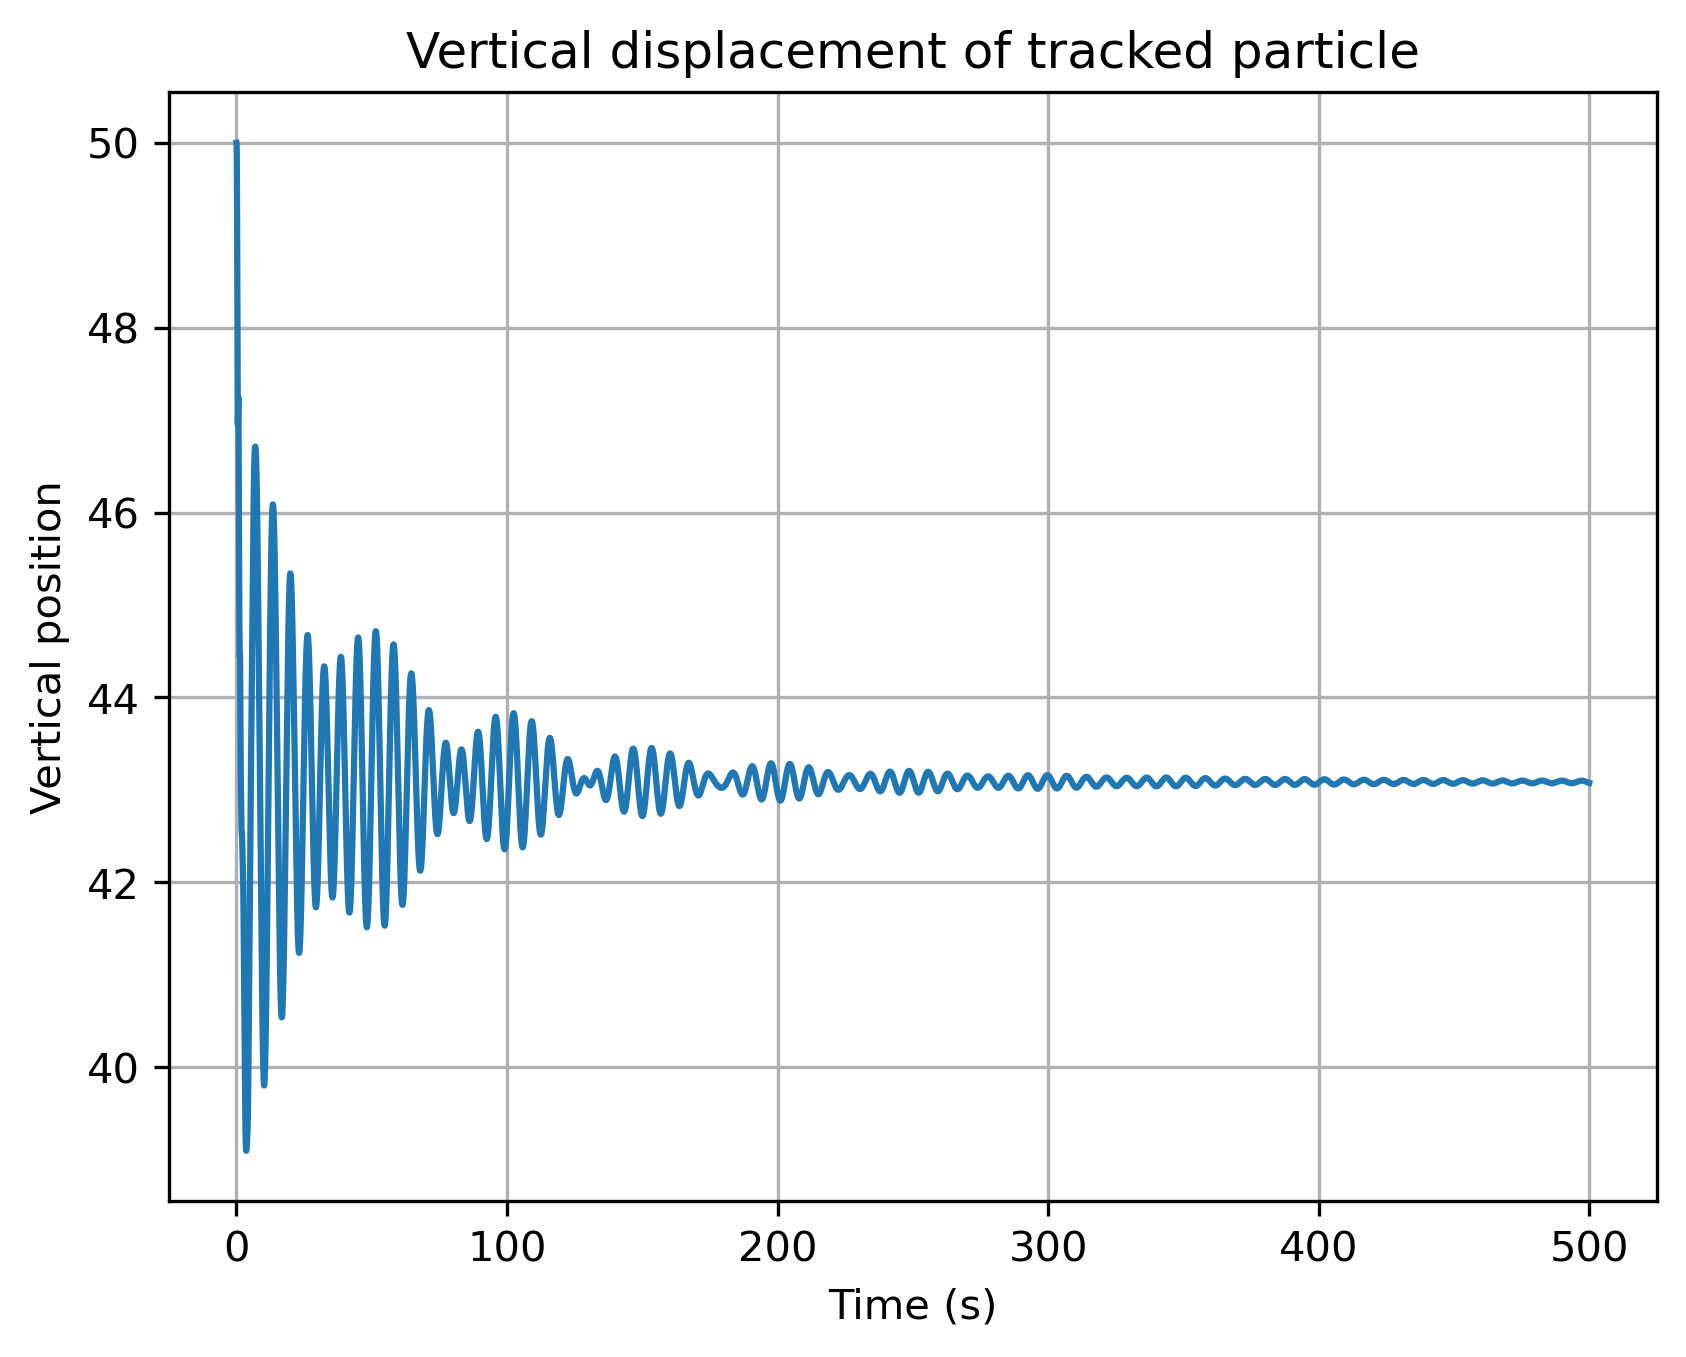 Vertical displacement of tracked particle
Vertical position
50
48
46
44
42
40
0 100 200 300 400 500
Time (s)